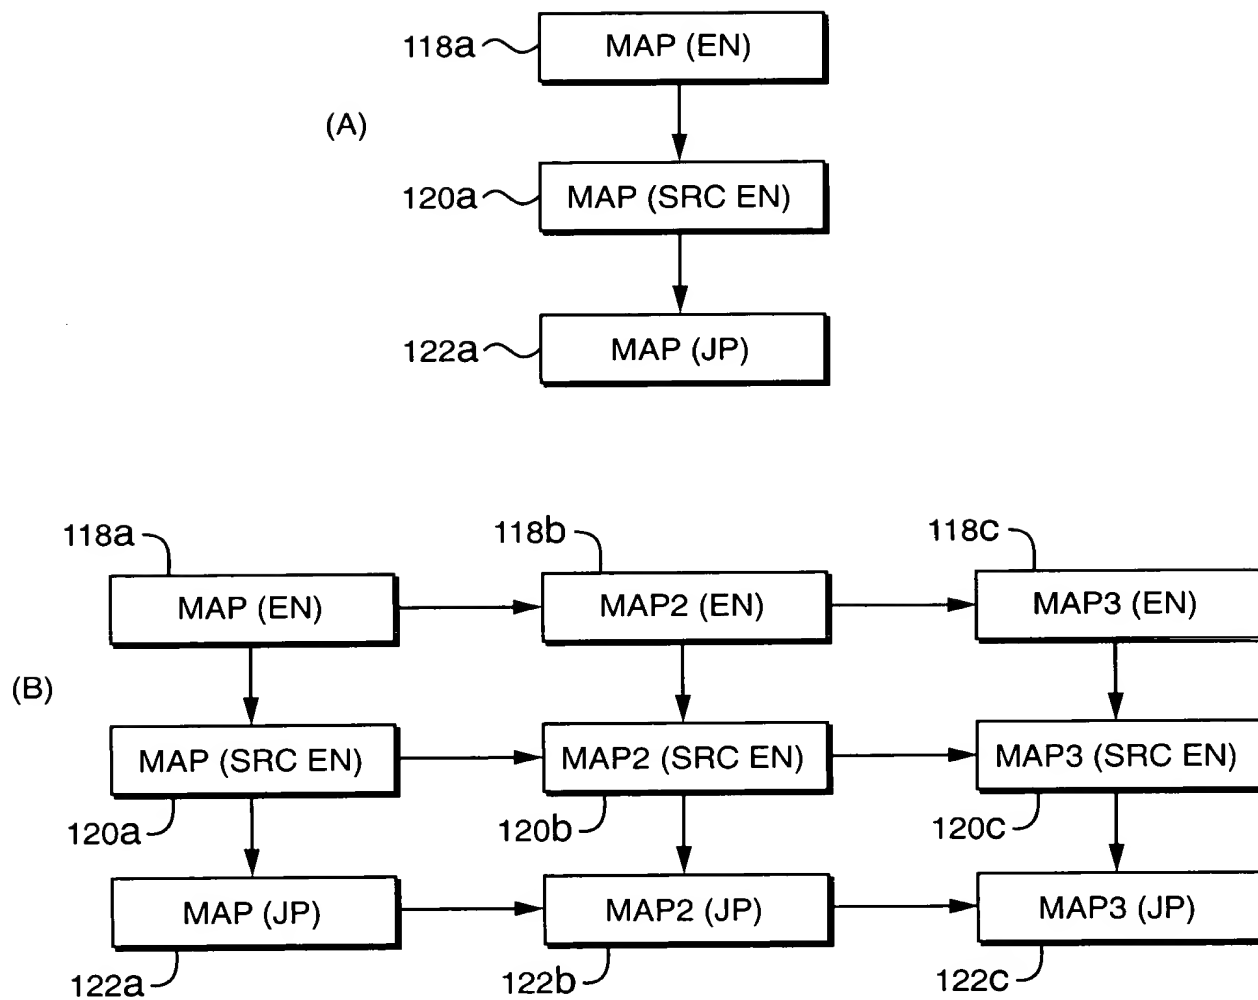 118a MAP (EN)
(A)
120a MAP (SRC EN)
122a MAP (JP)
118a 118b 118c
MAP (EN) MAP2 (EN) MAP3 (EN)
(B)
MAP (SRC EN) MAP2 (SRC EN) MAP3 (SRC EN)
120a 120b 120c
MAP (JP) MAP2 (JP) MAP3 (JP)
122a 122b 122c